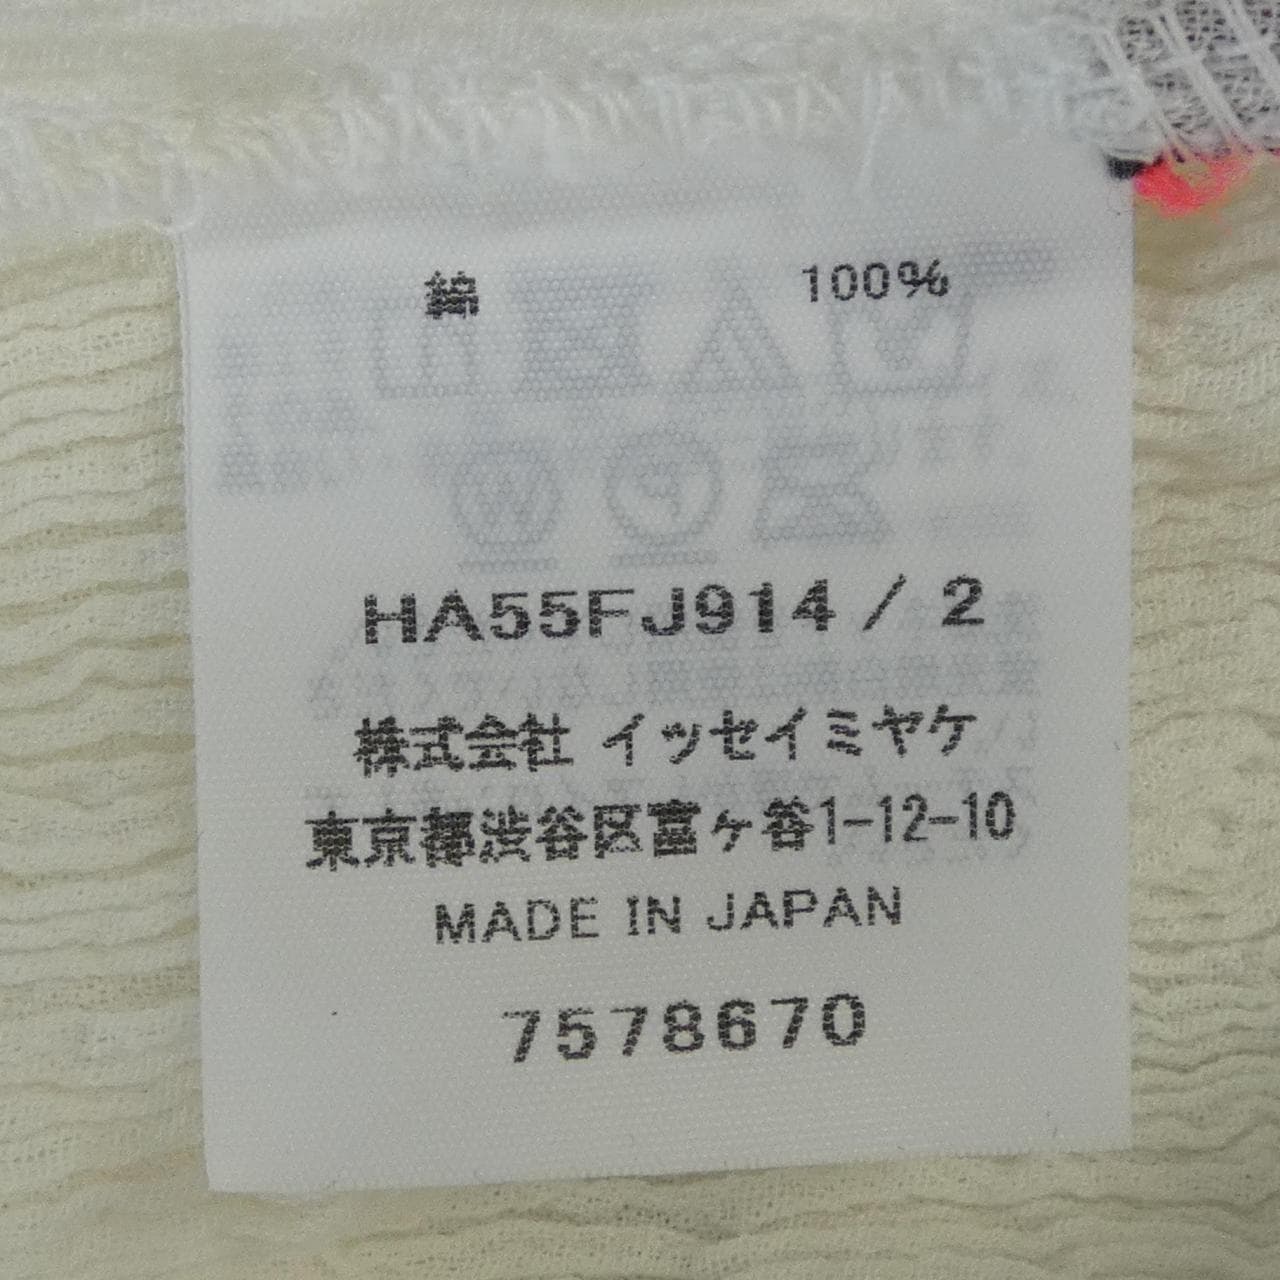 綿 100%
HA55FJ914 / 2
株式会社 イッセイミヤケ
東京都渋谷区富ヶ谷1-12-10
MADE IN JAPAN
7578670